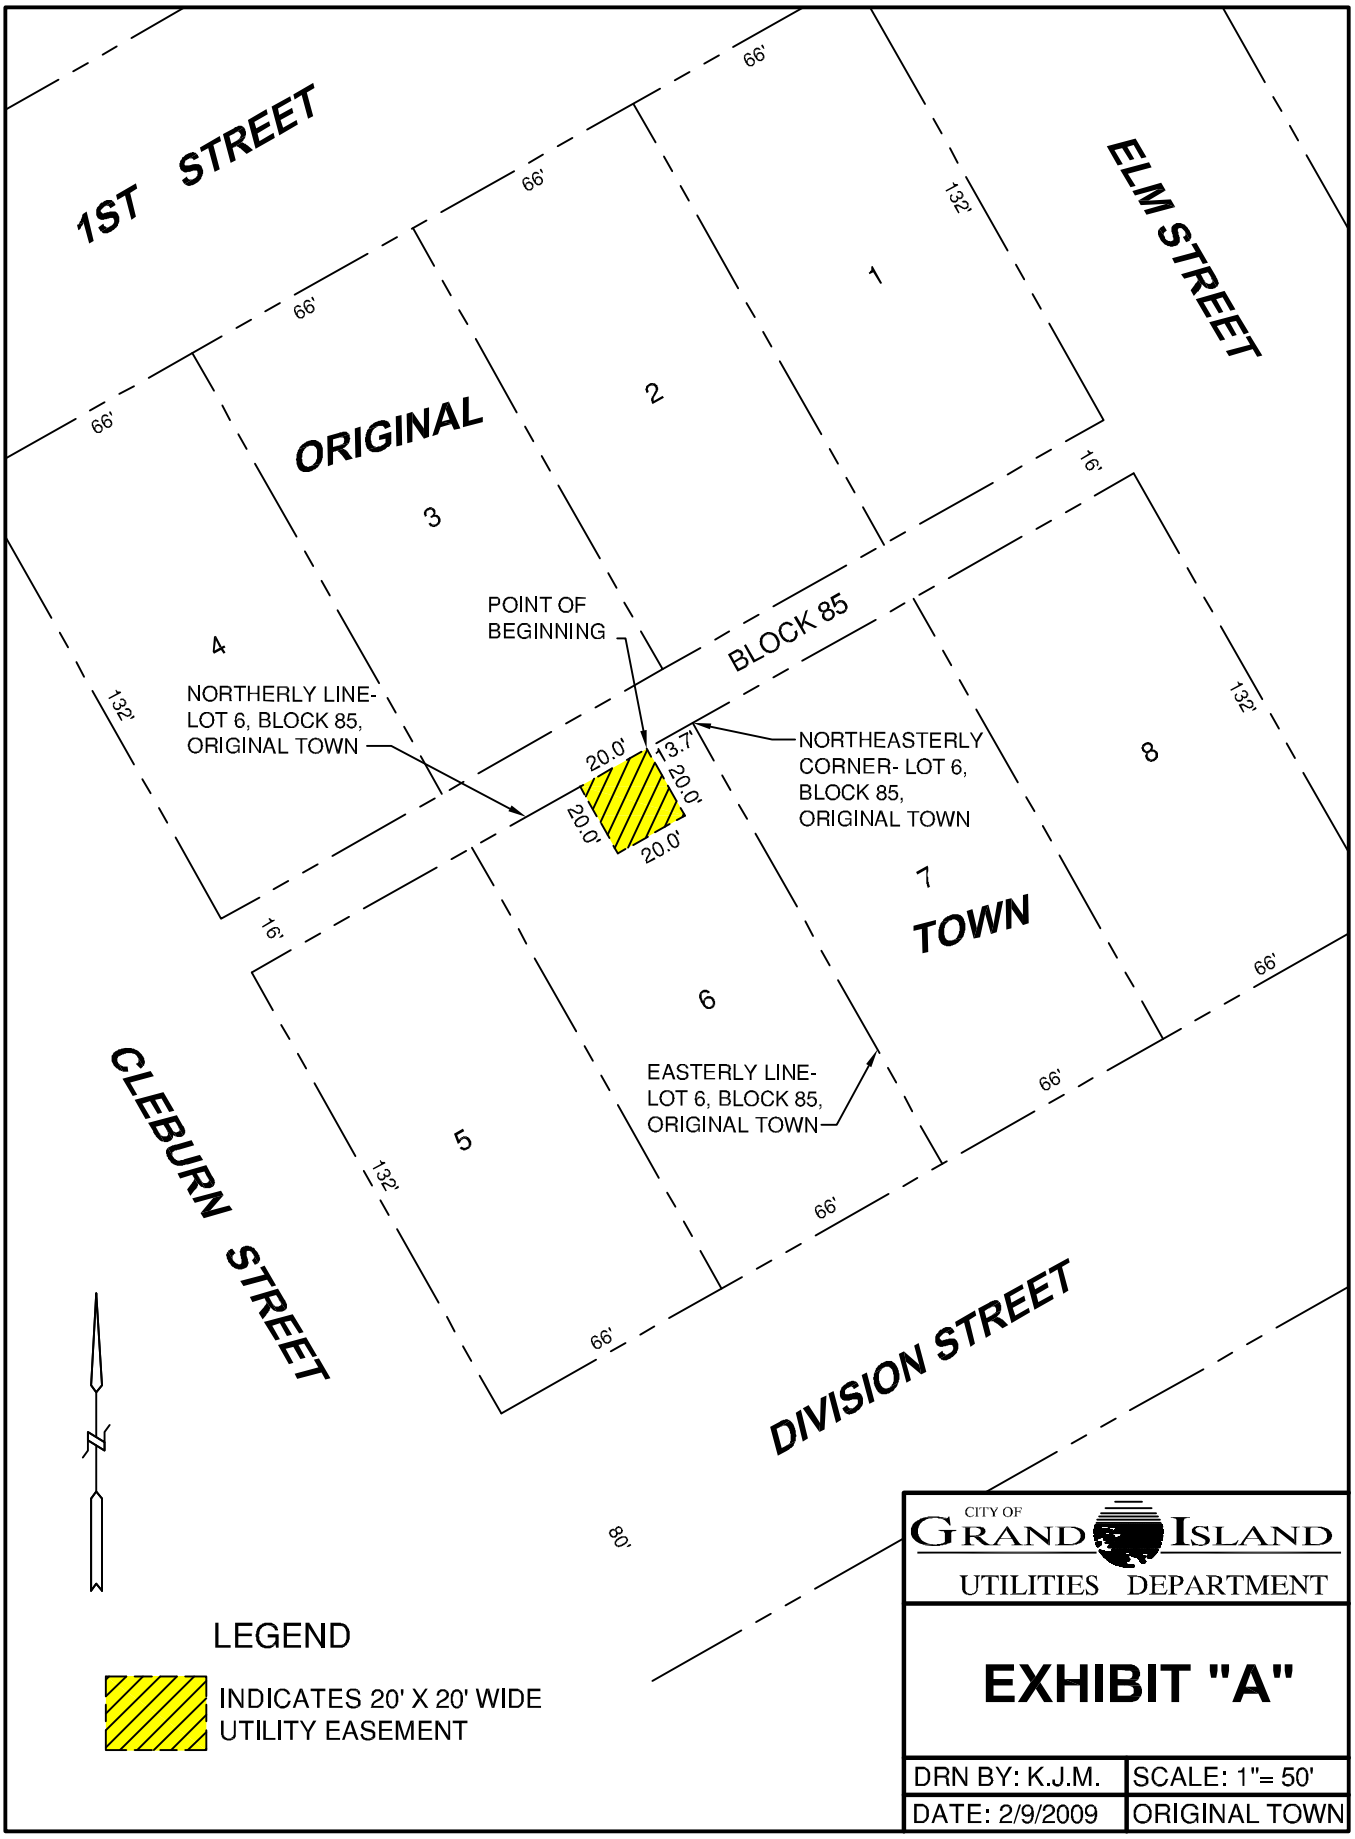 66'
1ST STREET
66'
132'
ELM STREET
66'
1
66'
2
ORIGINAL
3
16'
POINT OF
BEGINNING
BLOCK 85
4
132'
NORTHERLY LINE-
LOT 6, BLOCK 85,
ORIGINAL TOWN
132'
20.0'
13.7'
20.0'
20.0'
20.0'
NORTHEASTERLY
CORNER- LOT 6,
BLOCK 85,
ORIGINAL TOWN
8
7
TOWN
16'
66'
6
EASTERLY LINE-
LOT 6, BLOCK 85,
ORIGINAL TOWN
66'
CLEBURN STREET
5
132'
66'
66'
DIVISION STREET
80'
LEGEND
INDICATES 20' X 20' WIDE
UTILITY EASEMENT
CITY OF
GRAND ISLAND
UTILITIES DEPARTMENT
EXHIBIT "A"
DRN BY: K.J.M.
SCALE: 1"= 50'
DATE: 2/9/2009
ORIGINAL TOWN